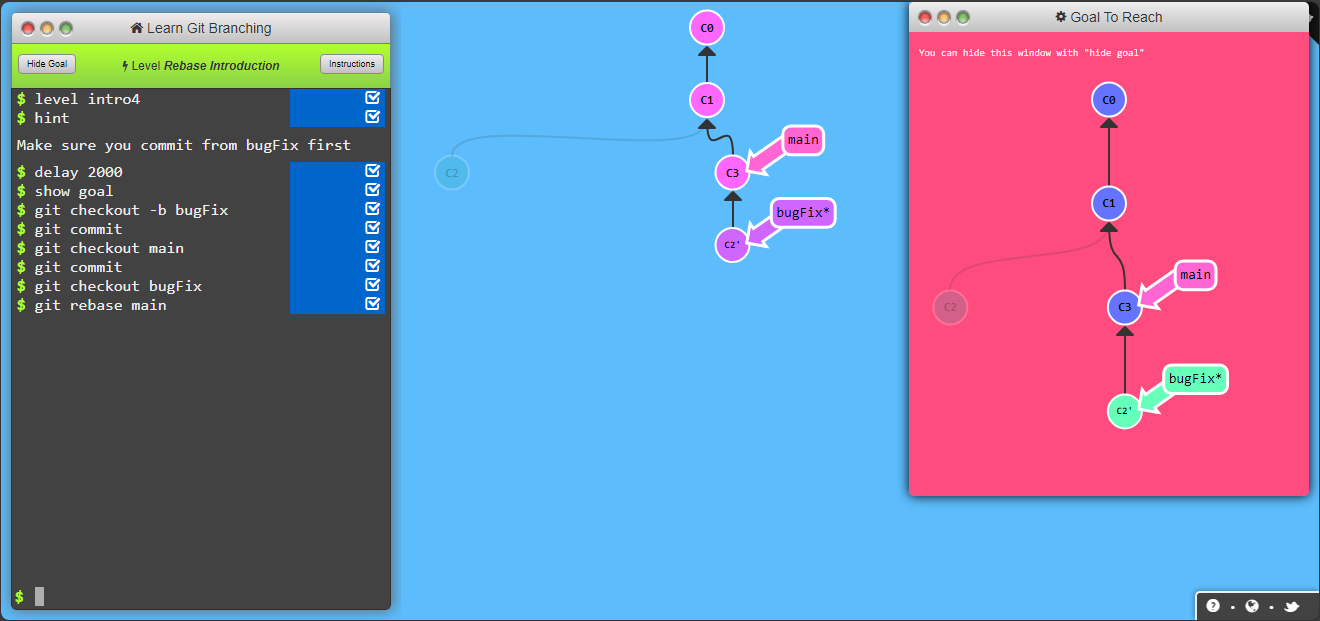 Learn Git Branching
Hide Goal
Level Rebase Introduction
Instructions
$ level intro4
$ hint
Make sure you commit from bugFix first
$ delay 2000
$ show goal
$ git checkout -b bugFix
$ git commit
$ git checkout main
$ git commit
$ git checkout bugFix
$ git rebase main
$
C0
C1
main
C2
C3
bugFix*
C2'
Goal To Reach
You can hide this window with "hide goal"
C0
C1
main
C2
C3
bugFix*
C2'
?